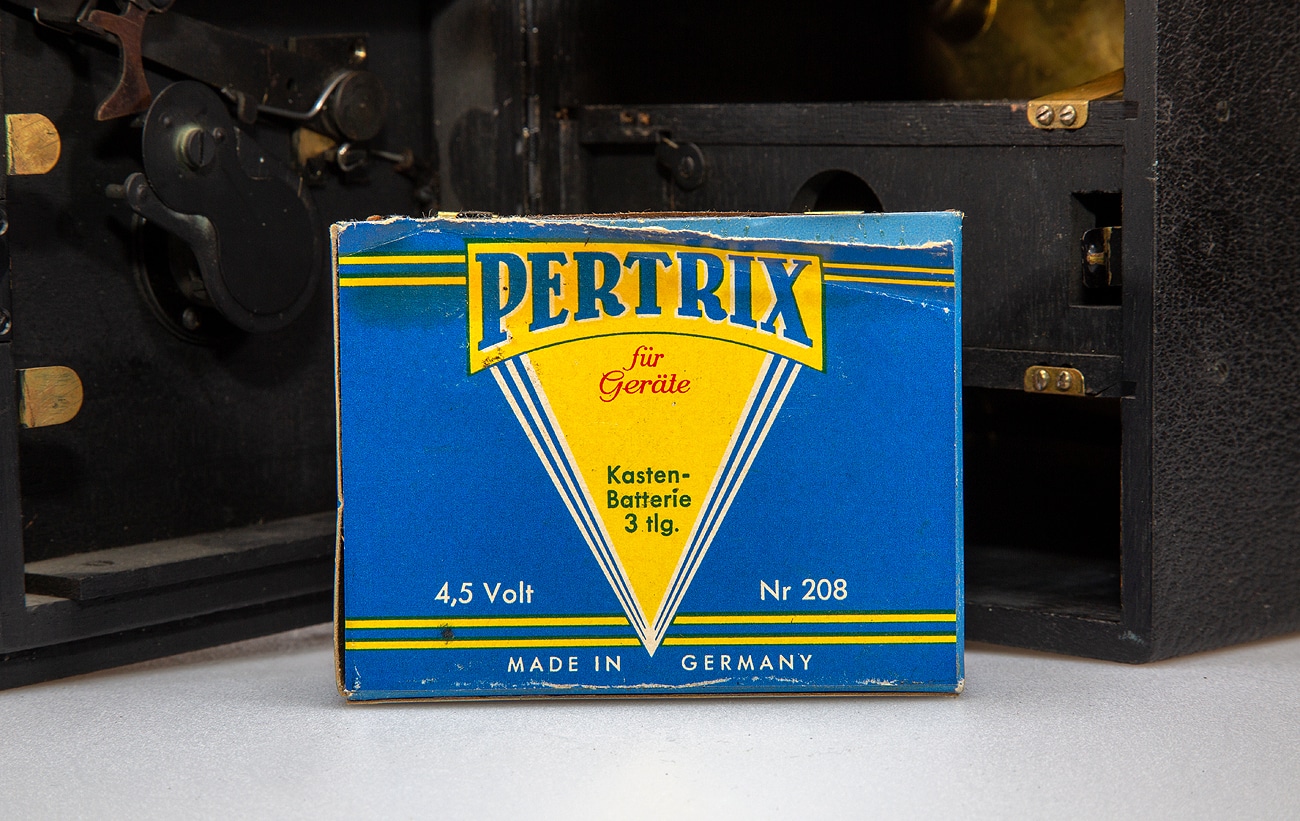 PERTRIX
für
Geräte
Kasten-
Batterie
3 tlg.
4,5 Volt Nr 208
MADE IN GERMANY